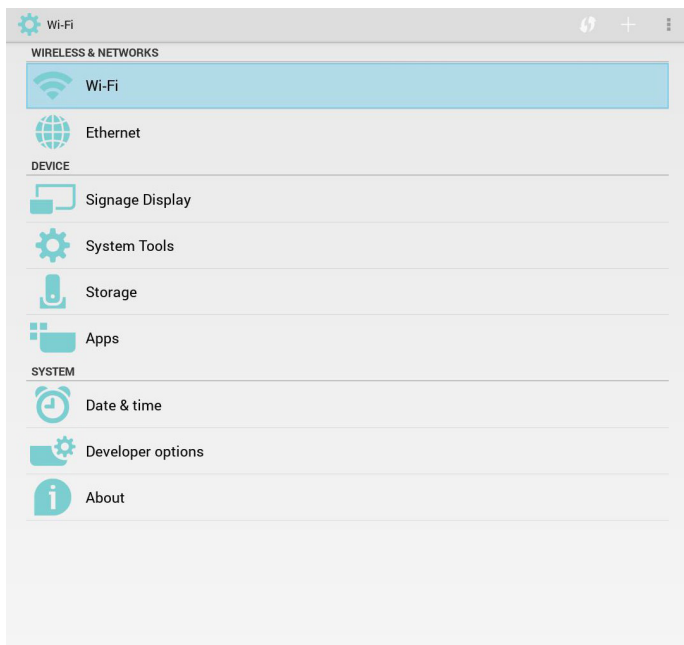 Wi-Fi
WIRELESS & NETWORKS
Wi-Fi
Ethernet
DEVICE
Signage Display
System Tools
Storage
Apps
SYSTEM
Date & time
Developer options
About